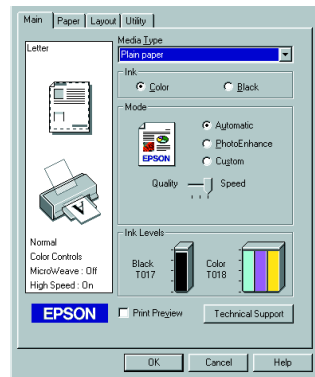 Main Paper Layout Utility
Letter
Media Type
Plain paper
Ink
Color Black
Mode
EPSON
Automatic
PhotoEnhance
Custom
Quality Speed
Normal
Color Controls
MicroWeave : Off
High Speed : On
Ink Levels
Black
T017
Color
T018
EPSON
Print Preview
Technical Support
OK Cancel Help